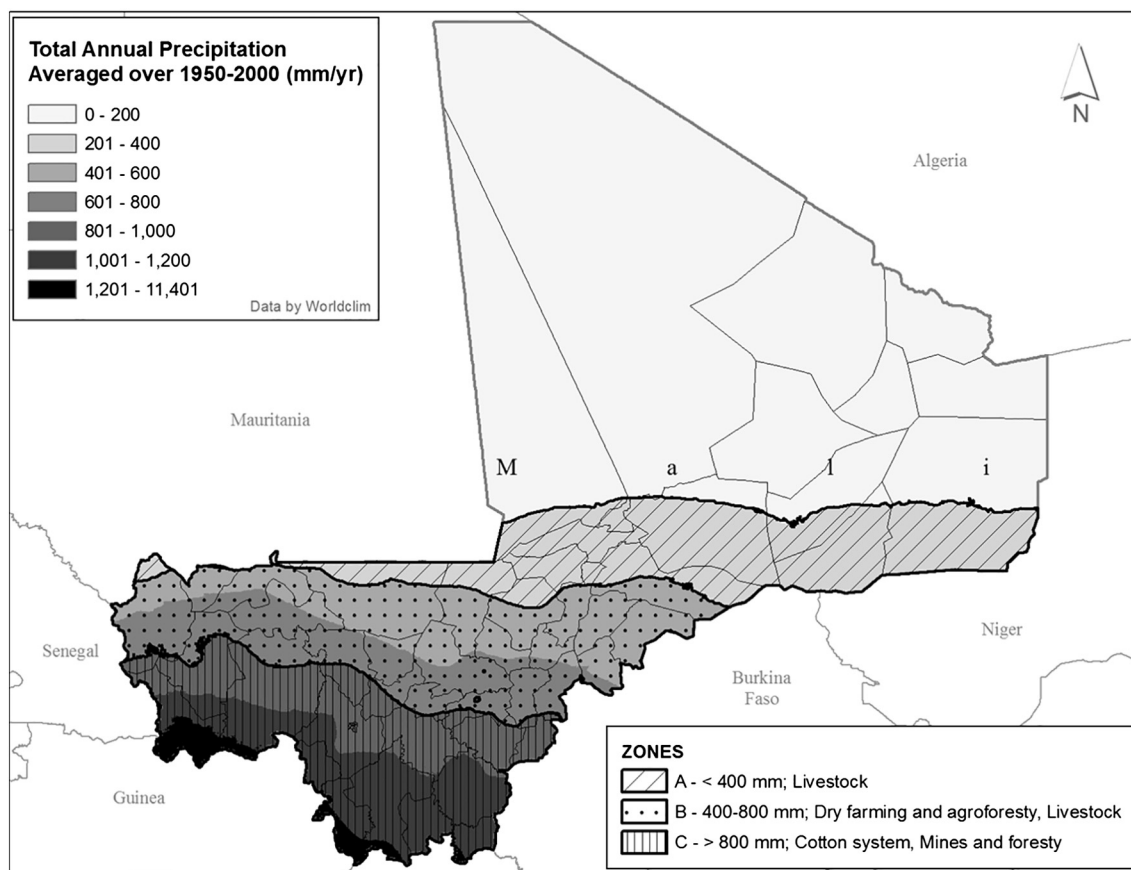 Total Annual Precipitation
Averaged over 1950-2000 (mm/yr)
0 - 200
201 - 400
401 - 600
601 - 800
801 - 1,000
1,001 - 1,200
1,201 - 11,401
Data by Worldclim
N
Algeria
Mauritania
M a l i
Senegal
Niger
Burkina
Faso
Guinea
ZONES
A - < 400 mm; Livestock
B - 400-800 mm; Dry farming and agroforesty, Livestock
C - > 800 mm; Cotton system, Mines and foresty